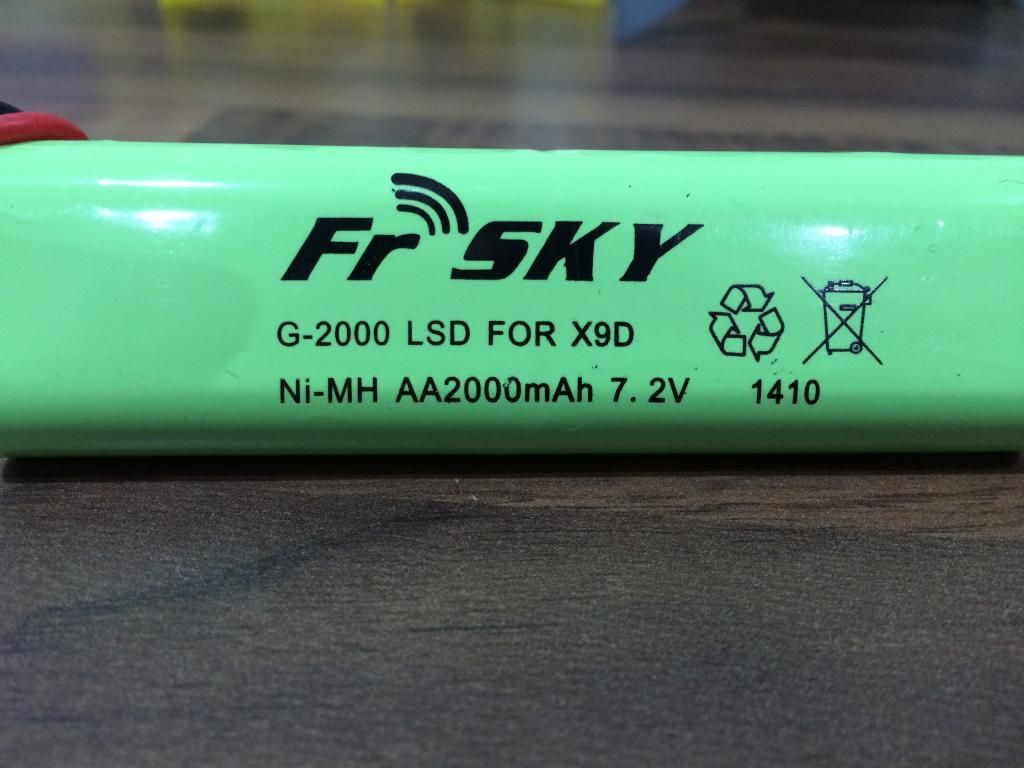 FrSKY
G-2000 LSD FOR X9D
Ni-MH AA2000mAh 7.2V 1410